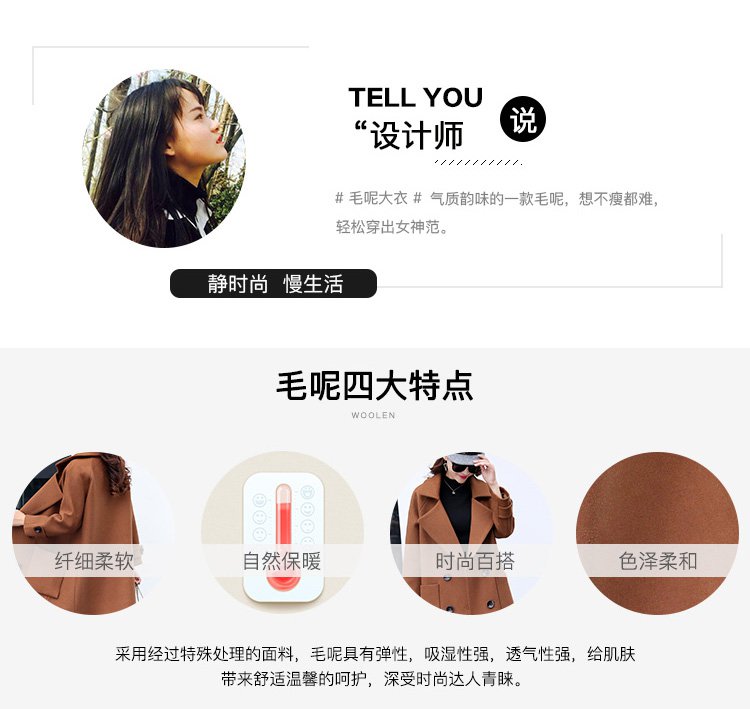 TELL YOU
“设计师 说
# 毛呢大衣 # 气质韵味的一款毛呢，想不瘦都难，
轻松穿出女神范。
静时尚 慢生活
毛呢四大特点
WOOLEN
纤细柔软 自然保暖 时尚百搭 色泽柔和
采用经过特殊处理的面料，毛呢具有弹性，吸湿性强，透气性强，给肌肤
带来舒适温馨的呵护，深受时尚达人青睐。